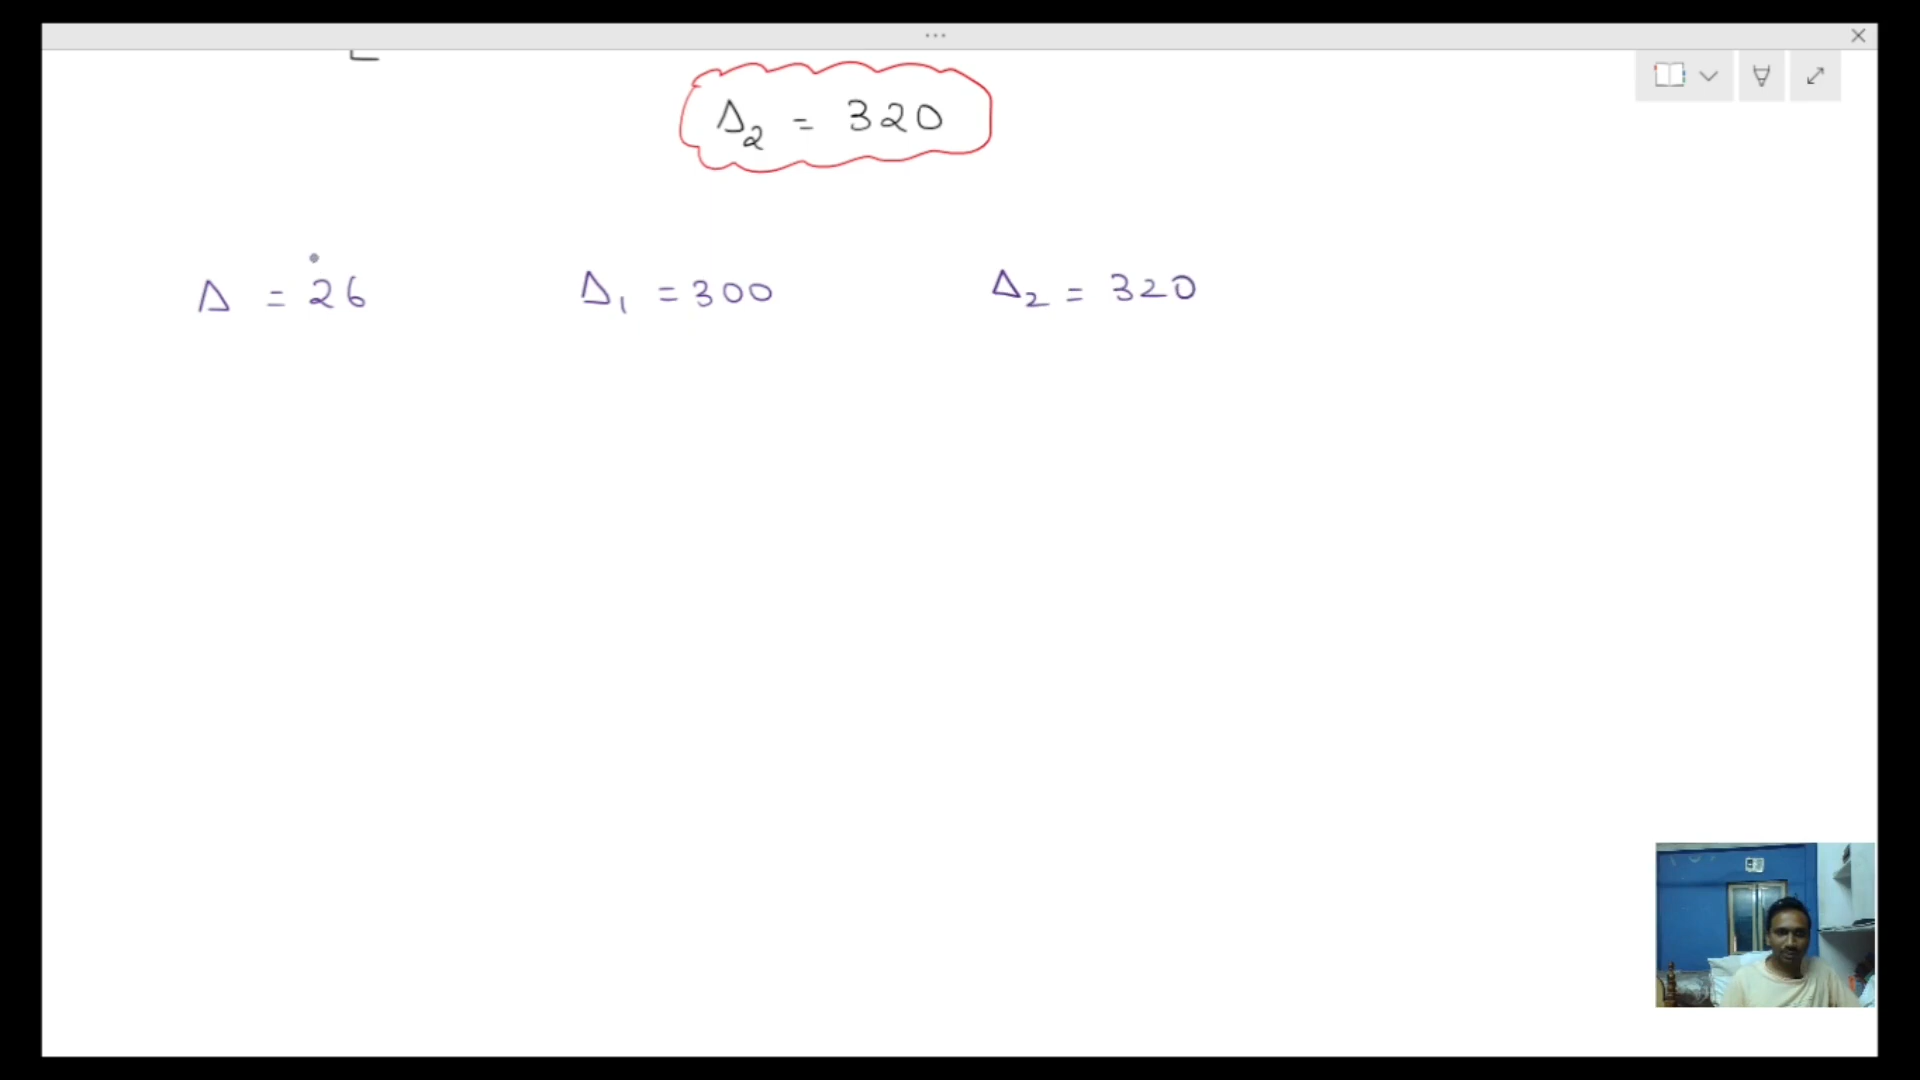 Δ₂ = 320
Δ = 26 Δ₁ = 300 Δ₂ = 320